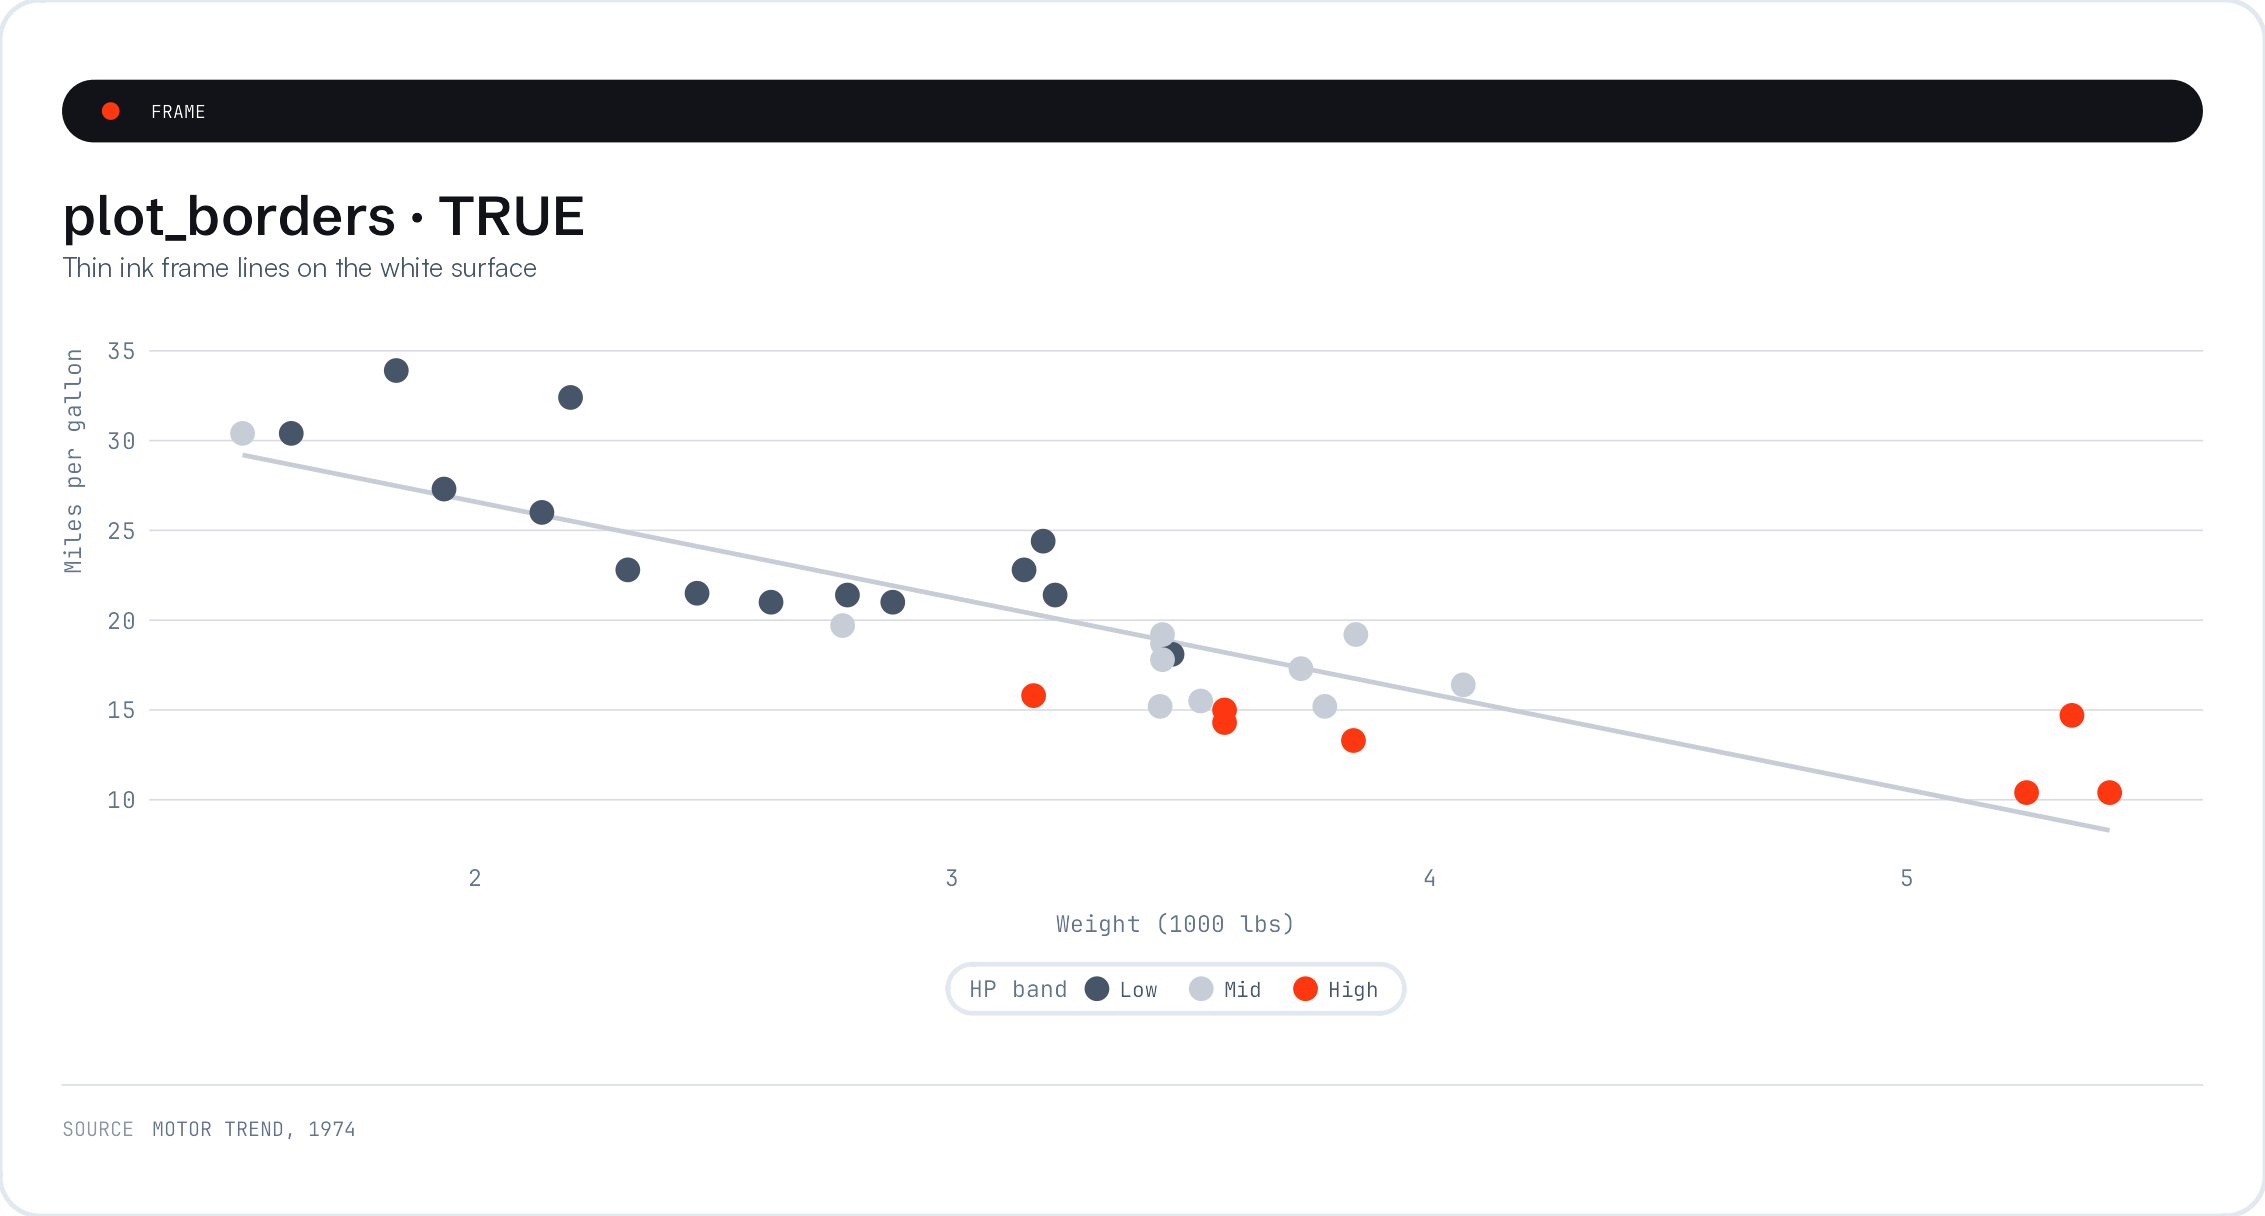 FRAME
plot_borders · TRUE
Thin ink frame lines on the white surface
Miles per gallon
35
30
25
20
15
10
2 3 4 5
Weight (1000 lbs)
HP band Low Mid High
SOURCE MOTOR TREND, 1974